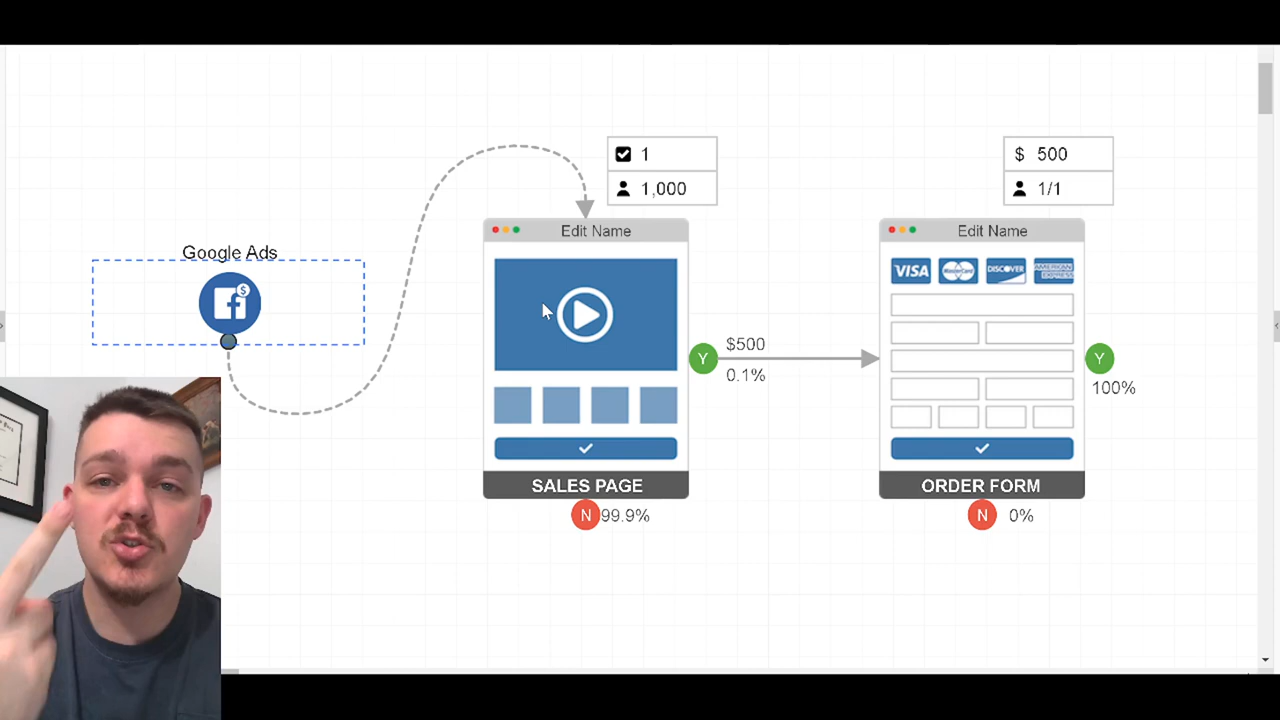 1
1,000
$ 500
1/1
Google Ads
Edit Name
Edit Name
VISA
MasterCard
DISCOVER
AMERICAN
EXPRESS
$
Y
$500
0.1%
Y
100%
SALES PAGE
ORDER FORM
N
99.9%
N
0%